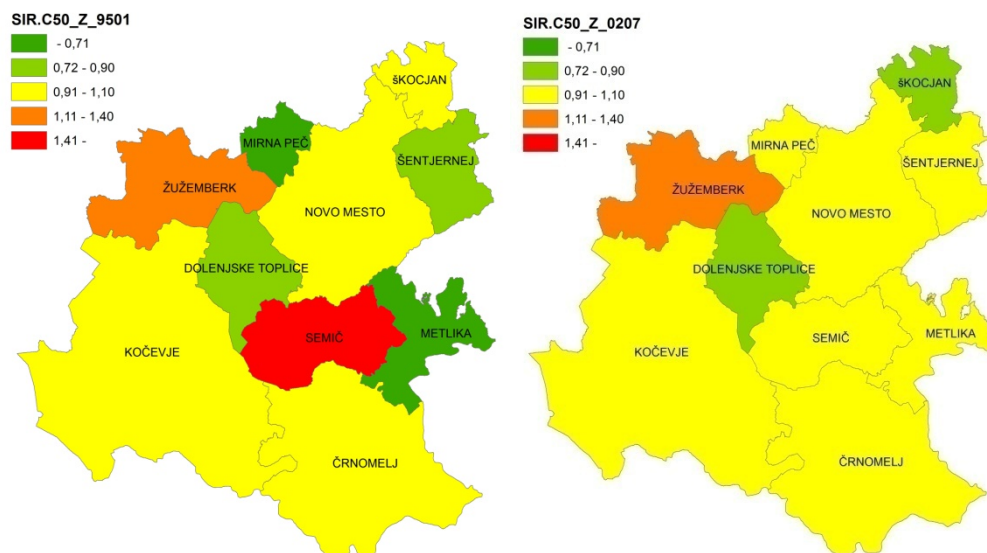 SIR.C50_Z_9501
- 0,71
0,72 - 0,90
0,91 - 1,10
1,11 - 1,40
1,41 -
šKOCJAN
MIRNA PEČ
ŠENTJERNEJ
ŽUŽEMBERK
NOVO MESTO
DOLENJSKE TOPLICE
SEMIČ
METLIKA
KOČEVJE
ČRNOMELJ
SIR.C50_Z_0207
- 0,71
0,72 - 0,90
0,91 - 1,10
1,11 - 1,40
1,41 -
šKOCJAN
MIRNA PEČ
ŠENTJERNEJ
ŽUŽEMBERK
NOVO MESTO
DOLENJSKE TOPLICE
SEMIČ
METLIKA
KOČEVJE
ČRNOMELJ